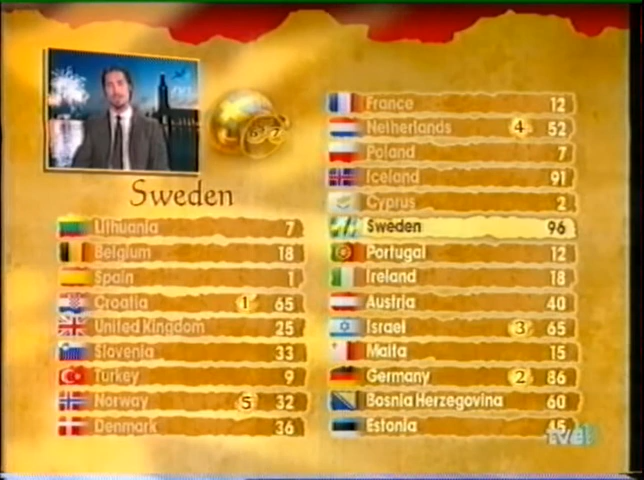 Sweden
Lithuania 7
Belgium 18
Spain 1
Croatia 1 65
United Kingdom 25
Slovenia 33
Turkey 9
Norway 5 32
Denmark 36
France 12
Netherlands 4 52
Poland 7
Iceland 91
Cyprus 2
Sweden 96
Portugal 12
Ireland 18
Austria 40
Israel 3 65
Malta 15
Germany 2 86
Bosnia Herzegovina 60
Estonia 45
tve1